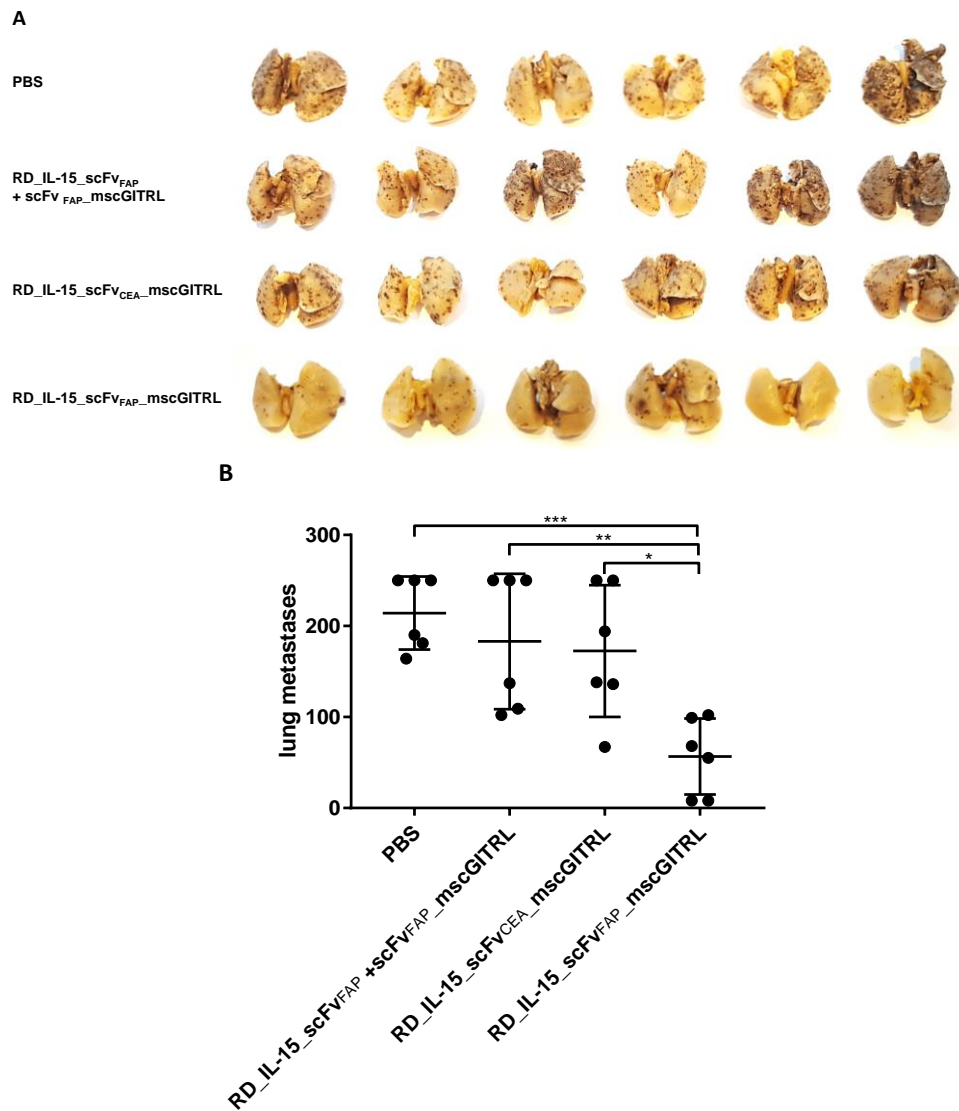 A
PBS
RD_IL-15_scFvFAP
+ scFv FAP_mscGITRL
RD_IL-15_scFvCEA_mscGITRL
RD_IL-15_scFvFAP_mscGITRL
B
***
**
*
300
200
100
0
lung metastases
PBS
RD_IL-15_scFvFAP +scFvFAP_mscGITRL
RD_IL-15_scFvCEA_mscGITRL
RD_IL-15_scFvFAP_mscGITRL